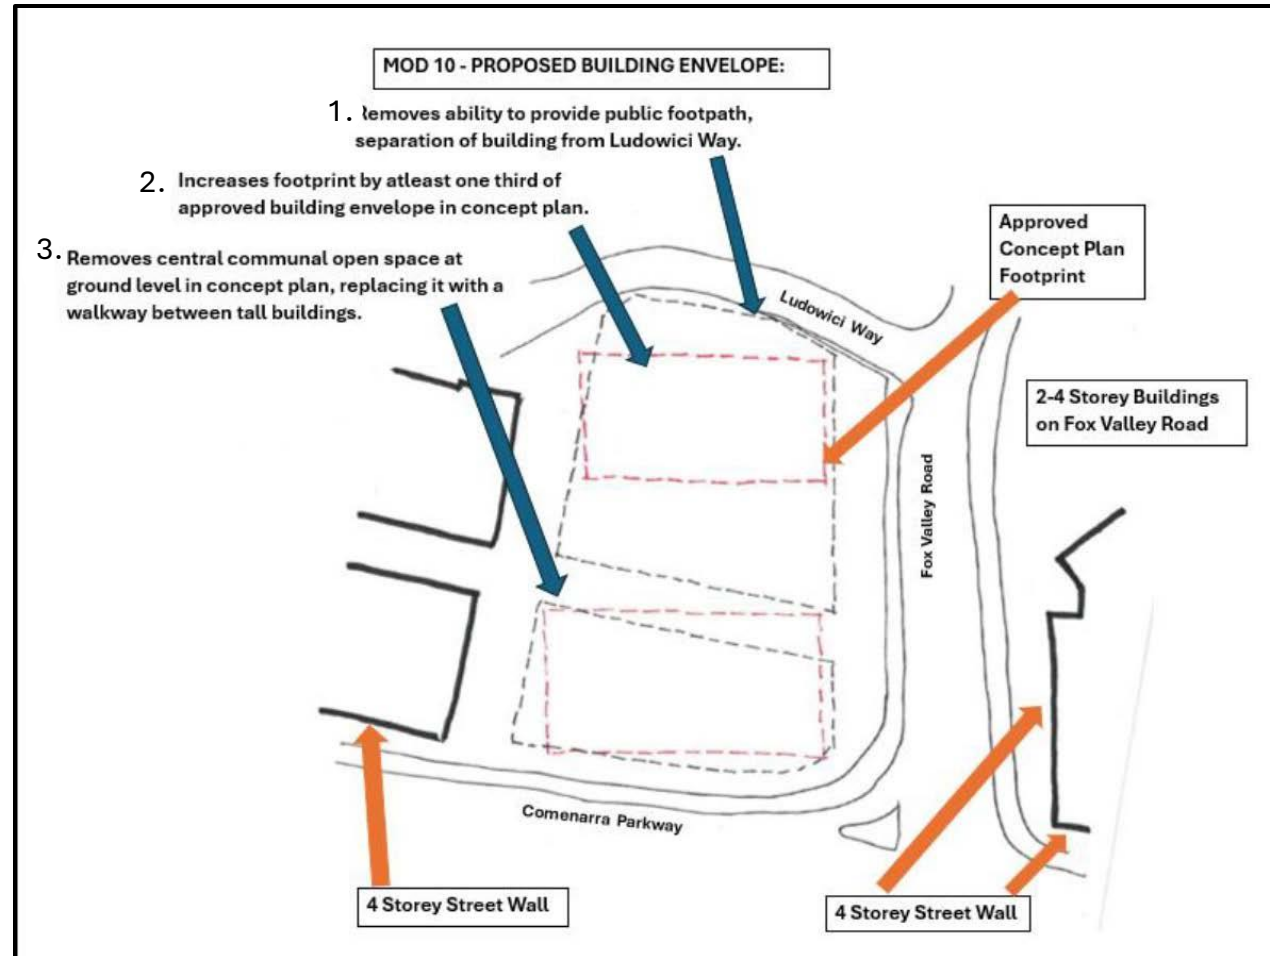 MOD 10 - PROPOSED BUILDING ENVELOPE:
1. Removes ability to provide public footpath,
separation of building from Ludowici Way.
2. Increases footprint by atleast one third of
approved building envelope in concept plan.
3. Removes central communal open space at
ground level in concept plan, replacing it with a
walkway between tall buildings.
Approved
Concept Plan
Footprint
Ludowici Way
2-4 Storey Buildings
on Fox Valley Road
Fox Valley Road
Comenarra Parkway
4 Storey Street Wall
4 Storey Street Wall